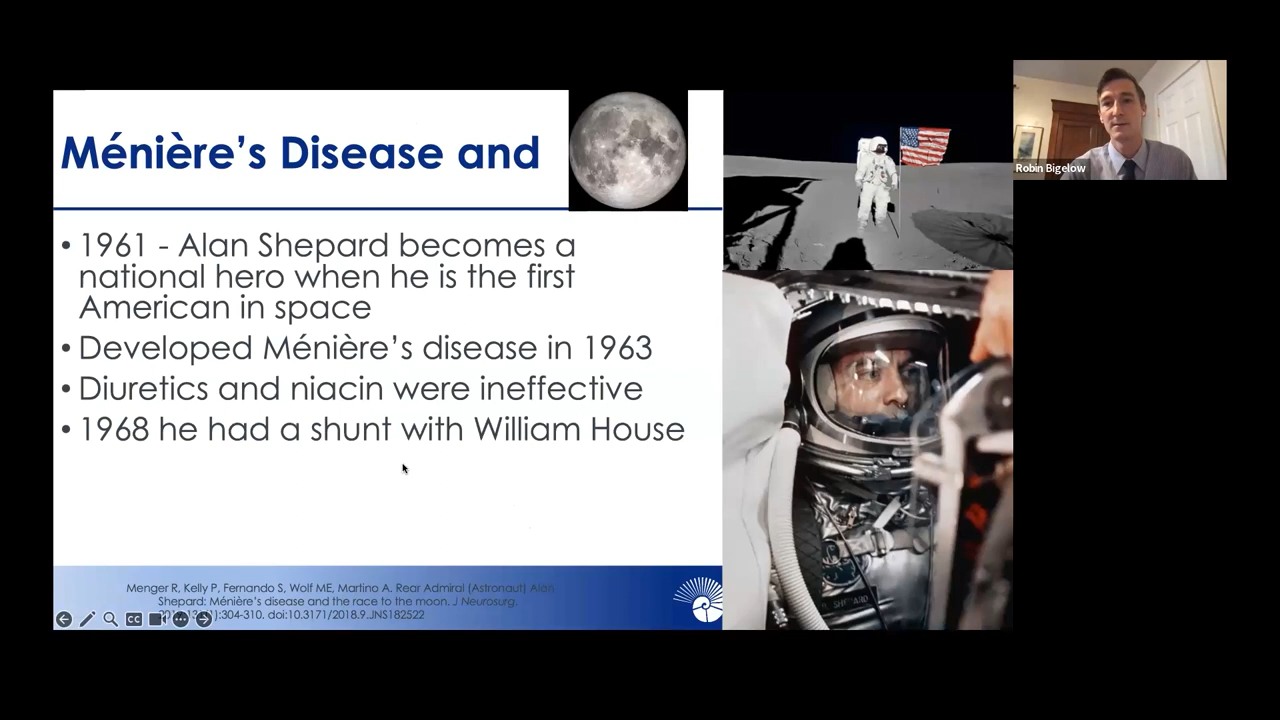 Ménière’s Disease and
• 1961 - Alan Shepard becomes a
national hero when he is the first
American in space
• Developed Ménière’s disease in 1963
• Diuretics and niacin were ineffective
• 1968 he had a shunt with William House
Menger R, Kelly P, Fernando S, Wolf ME, Martino A. Rear Admiral (Astronaut) Alan
Shepard: Ménière’s disease and the race to the moon. J Neurosurg.
:304-310. doi:10.3171/2018.9.JNS182522
CC
SHEPARD
Robin Bigelow